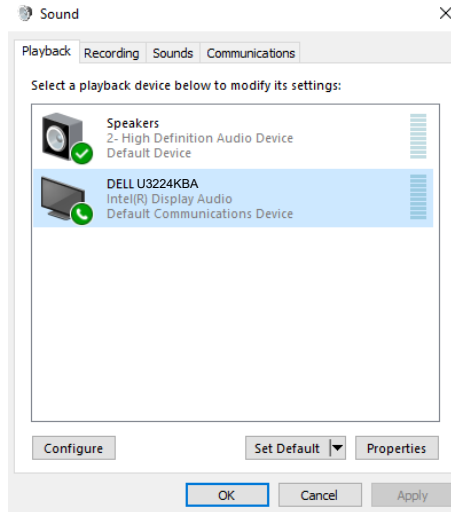 Sound
Playback Recording Sounds Communications
Select a playback device below to modify its settings:
Speakers
2- High Definition Audio Device
Default Device
DELL U3224KBA
Intel(R) Display Audio
Default Communications Device
Configure Set Default Properties
OK Cancel Apply